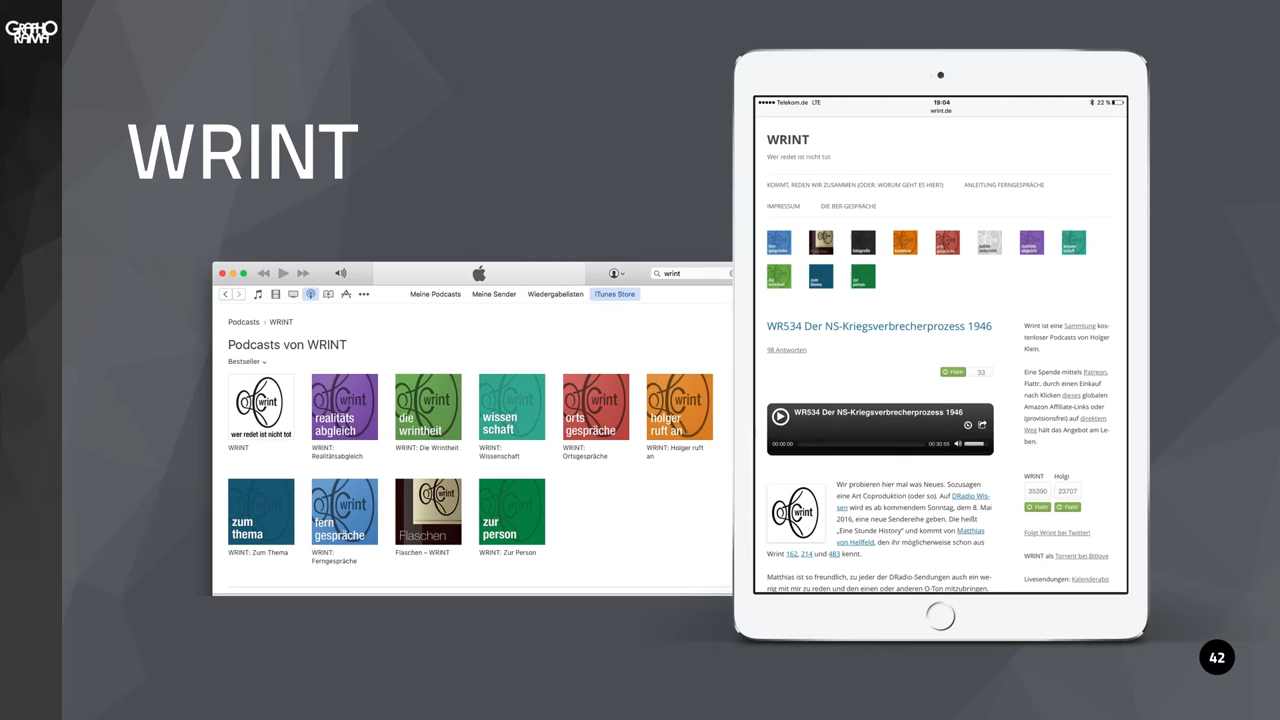 GRAPHO
RAMA
WRINT
wrint
Meine Podcasts
Meine Sender
Wiedergabelisten
iTunes Store
Podcasts > WRINT
Podcasts von WRINT
Bestseller
wrint
wer redet ist nicht tot
wrint
realitäts
abgleich
wrint
die
wrintheit
wrint
wissen
schaft
wrint
orts
gespräche
wrint
holger
ruft an
WRINT
WRINT:
Realitätsabgleich
WRINT: Die Wrintheit
WRINT:
Wissenschaft
WRINT:
Ortsgespräche
WRINT: Holger ruft
an
wrint
zum
thema
wrint
fern
gespräche
wrint
Flaschen
wrint
zur
person
WRINT: Zum Thema
WRINT:
Ferngespräche
Flaschen – WRINT
WRINT: Zur Person
Telekom.de LTE
19:04
22 %
wrint.de
WRINT
Wer redet ist nicht tot
KOMMT, REDEN WIR ZUSAMMEN (ODER: WORUM GEHT ES HIER?)
ANLEITUNG FERNGESPRÄCHE
IMPRESSUM
DIE BER-GESPRÄCHE
WR534 Der NS-Kriegsverbrecherprozess 1946
98 Antworten
Flattr 33
WR534 Der NS-Kriegsverbrecherprozess 1946
00:00:00
00:30:55
wrint
Wir probieren hier mal was Neues. Sozusagen
eine Art Coproduktion (oder so). Auf DRadio Wis-
sen wird es ab kommendem Sonntag, dem 8. Mai
2016, eine neue Sendereihe geben. Die heißt
„Eine Stunde History" und kommt von Matthias
von Hellfeld, den ihr möglicherweise schon aus
Wrint 162, 214 und 483 kennt.
Matthias ist so freundlich, zu jeder der DRadio-Sendungen auch ein we-
nig mit mir zu reden und den einen oder anderen O-Ton mitzubringen.
Wrint ist eine Sammlung kos-
tenloser Podcasts von Holger
Klein.
Eine Spende mittels Patreon,
Flattr, durch einen Einkauf
nach Klicken dieses globalen
Amazon Affiliate-Links oder
(provisionsfrei) auf direktem
Weg hält das Angebot am Le-
ben.
WRINT Holgi
35390 23707
Flattr Flattr
Folgt Wrint bei Twitter!
WRINT als Torrent bei Bitlove
Livesendungen: Kalenderabo
42